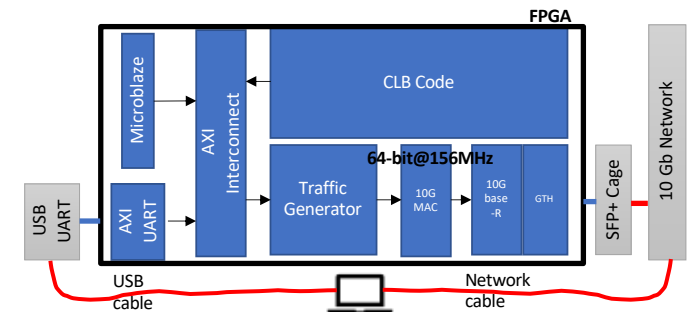 FPGA
Microblaze
AXI
Interconnect
CLB Code
64-bit@156MHz
Traffic
Generator
10G
MAC
10G
base
-R
GTH
AXI
UART
USB
UART
SFP+ Cage
10 Gb Network
USB
cable
Network
cable